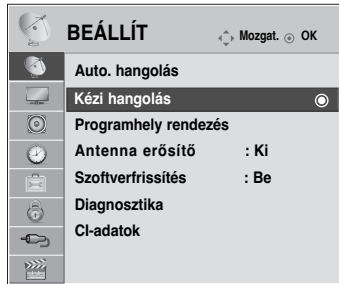 BEÁLLÍT Mozgat. OK
Auto. hangolás
Kézi hangolás
Programhely rendezés
Antenna erősítő : Ki
Szoftverfrissítés : Be
Diagnosztika
CI-adatok